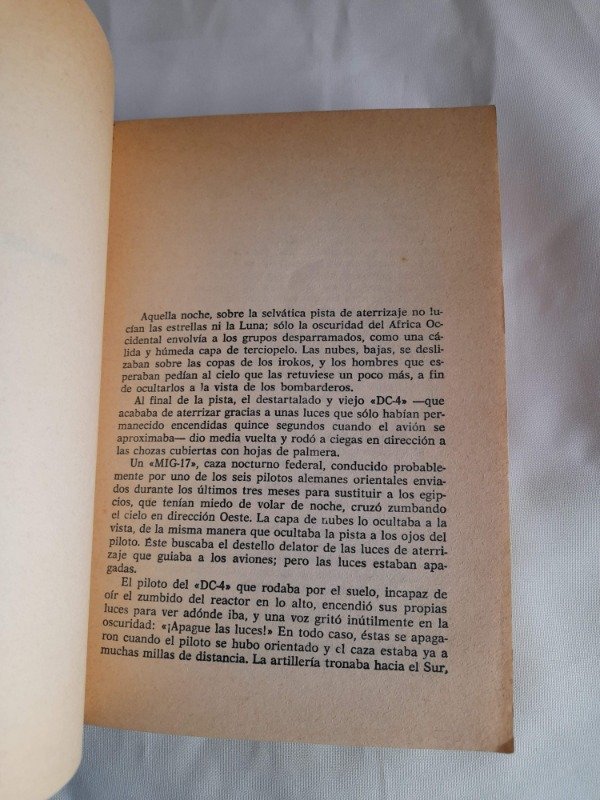 Aquella noche, sobre la selvática pista de aterrizaje no lu-
cían las estrellas ni la Luna; sólo la oscuridad del Africa Occ-
cidental envolvía a los grupos desparramados, como una cá-
lida y húmeda capa de terciopelo. Las nubes, bajas, se desli-
zaban sobre las copas de los irokos, y los hombres que es-
peraban pedían al cielo que las retuviese un poco más, a fin
de ocultarlos a la vista de los bombarderos.
Al final de la pista, el destartalado y viejo «DC-4» —que
acababa de aterrizar gracias a unas luces que sólo habían per-
manecido encendidas quince segundos cuando el avión se
aproximaba— dio media vuelta y rodó a ciegas en dirección a
las chozas cubiertas con hojas de palmera.
Un «MIG-17», caza nocturno federal, conducido probable-
mente por uno de los seis pilotos alemanes orientales envia-
dos durante los últimos tres meses para sustituir a los egip-
cios, que tenían miedo de volar de noche, cruzó zumbando
el cielo en dirección Oeste. La capa de nubes lo ocultaba a la
vista, de la misma manera que ocultaba la pista a los ojos del
piloto. Éste buscaba el destello delator de las luces de aterri-
zaje que guiaba a los aviones; pero las luces estaban apa-
gadas.
El piloto del «DC-4» que rodaba por el suelo, incapaz de
oír el zumbido del reactor en lo alto, encendió sus propias
luces para ver adónde iba, y una voz gritó inútilmente en la
oscuridad: «¡Apague las luces!» En todo caso, éstas se apaga-
ron cuando el piloto se hubo orientado y el caza estaba ya a
muchas millas de distancia. La artillería tronaba hacia el Sur,